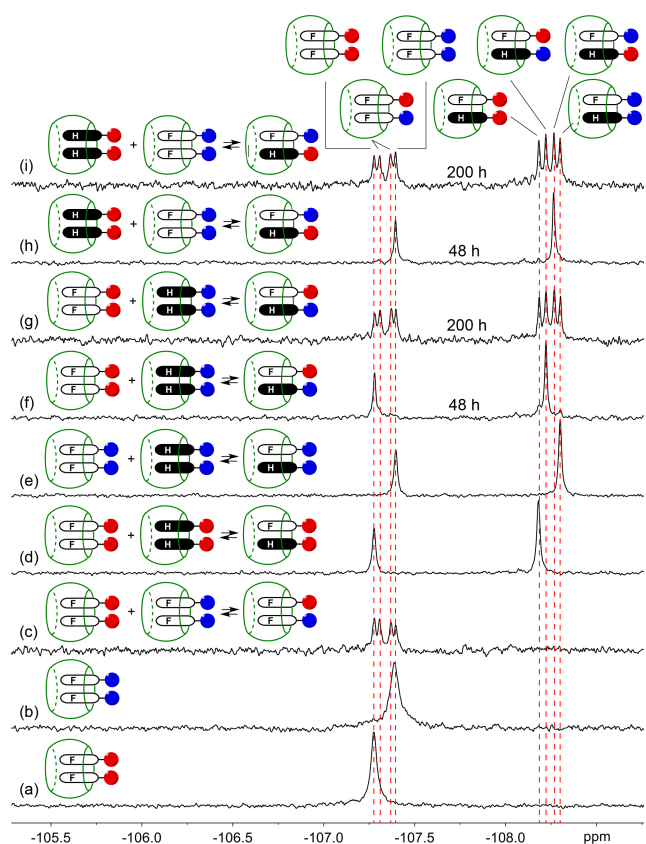 F F F H
F F H F
F F F H
F F H H
H F F
(i) H + F H
200 h
H F F
(h) H + F H
48 h
F H F
(g) F + H H
200 h
F H F
(f) F + H H
48 h
F H F
(e) F + H H
F H F
(d) F + H H
F F F
(c) F + F F
F
(b) F
F
(a) F
-105.5 -106.0 -106.5 -107.0 -107.5 -108.0 ppm